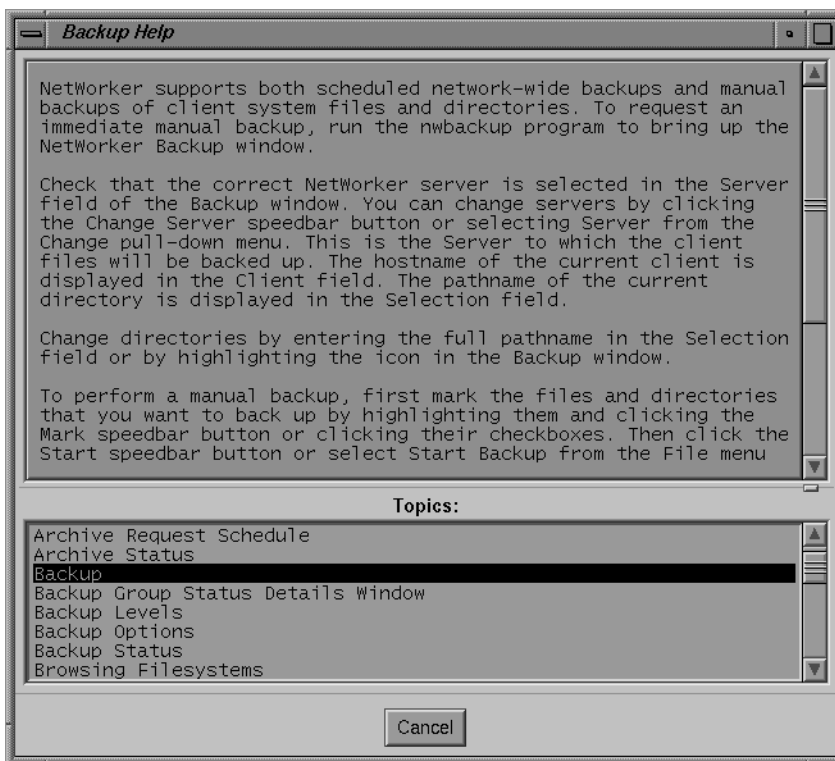 Backup Help
NetWorker supports both scheduled network-wide backups and manual
backups of client system files and directories. To request an
immediate manual backup, run the nwbackup program to bring up the
NetWorker Backup window.
Check that the correct NetWorker server is selected in the Server
field of the Backup window. You can change servers by clicking
the Change Server speedbar button or selecting Server from the
Change pull-down menu. This is the Server to which the client
files will be backed up. The hostname of the current client is
displayed in the Client field. The pathname of the current
directory is displayed in the Selection field.
Change directories by entering the full pathname in the Selection
field or by highlighting the icon in the Backup window.
To perform a manual backup, first mark the files and directories
that you want to back up by highlighting them and clicking the
Mark speedbar button or clicking their checkboxes. Then click the
Start speedbar button or select Start Backup from the File menu
Topics:
Archive Request Schedule
Archive Status
Backup
Backup Group Status Details Window
Backup Levels
Backup Options
Backup Status
Browsing Filesystems
Cancel